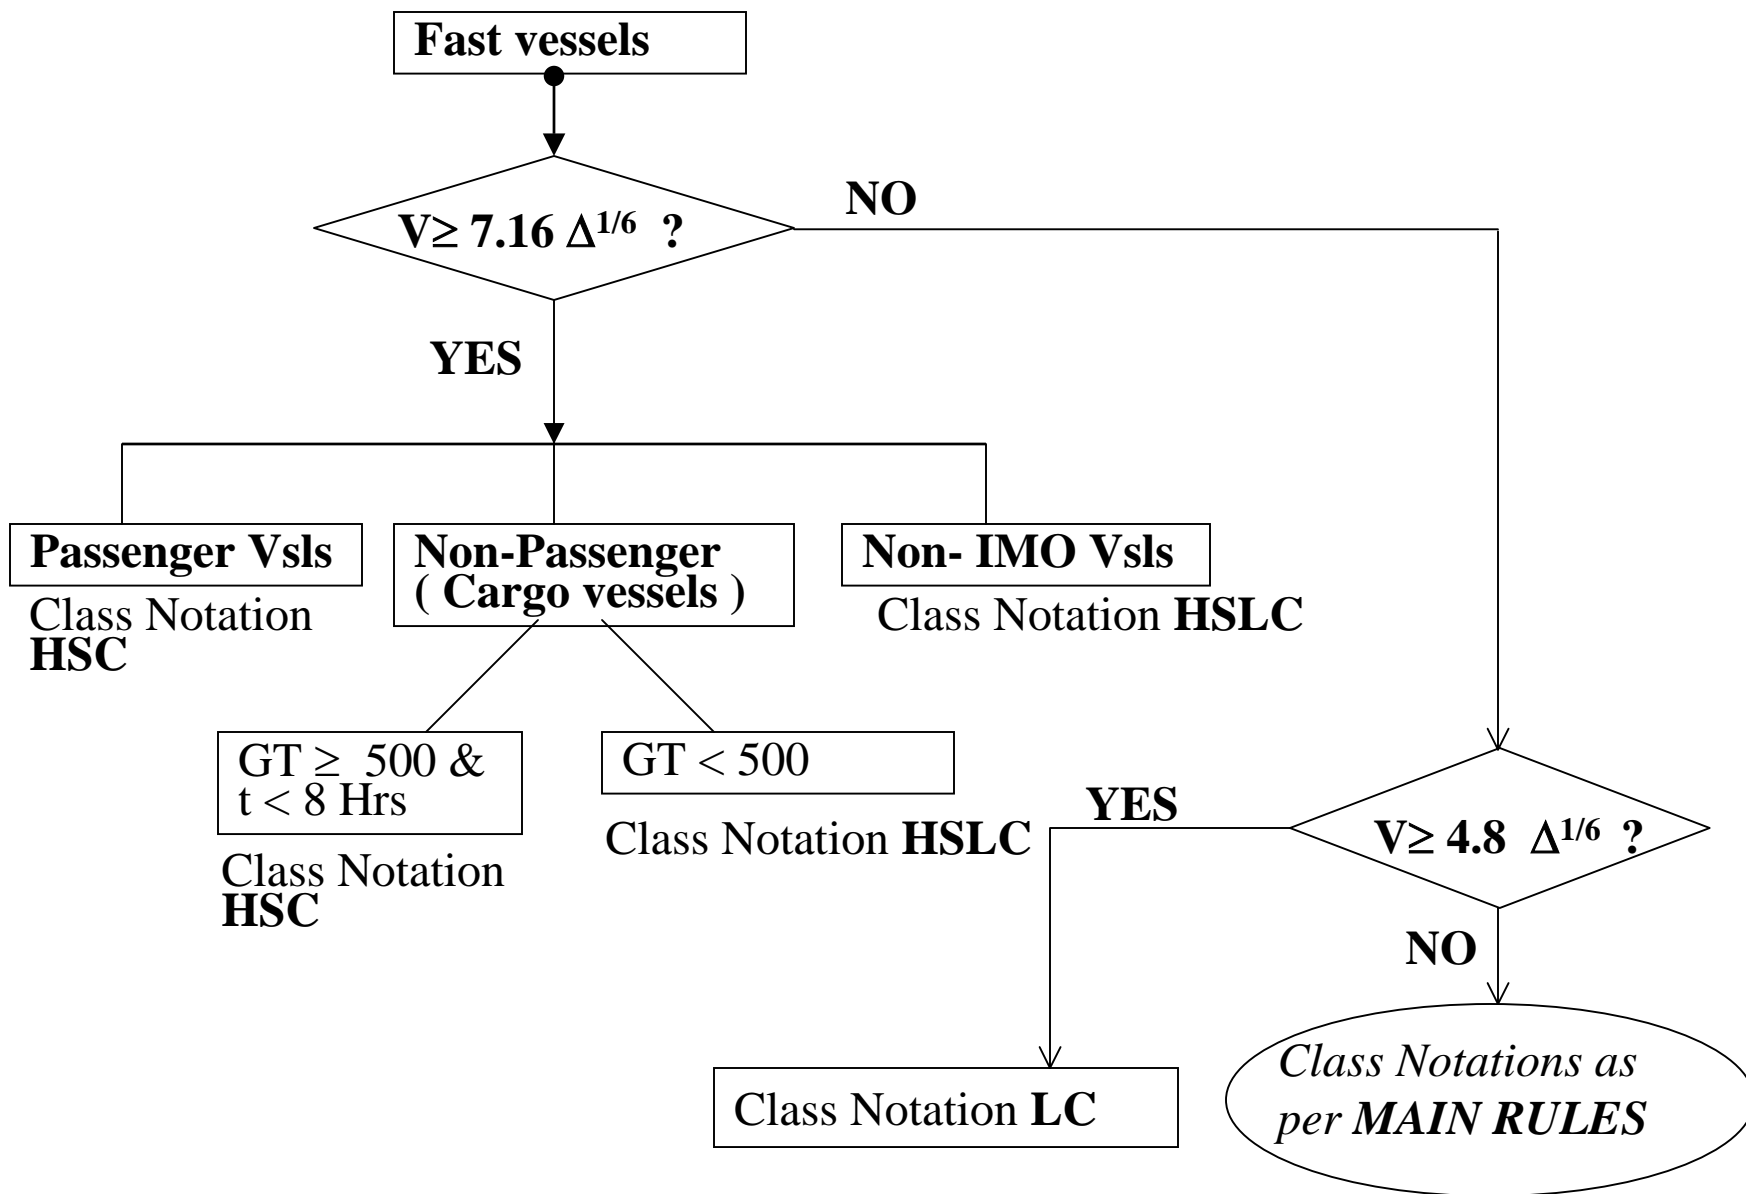 Fast vessels
V≥ 7.16 Δ^1/6 ?
NO
YES
Passenger Vsls
Class Notation
HSC
Non-Passenger
( Cargo vessels )
Non- IMO Vsls
Class Notation HSLC
GT ≥ 500 &
t < 8 Hrs
Class Notation
HSC
GT < 500
Class Notation HSLC
YES
V≥ 4.8 Δ^1/6 ?
NO
Class Notation LC
Class Notations as
per MAIN RULES